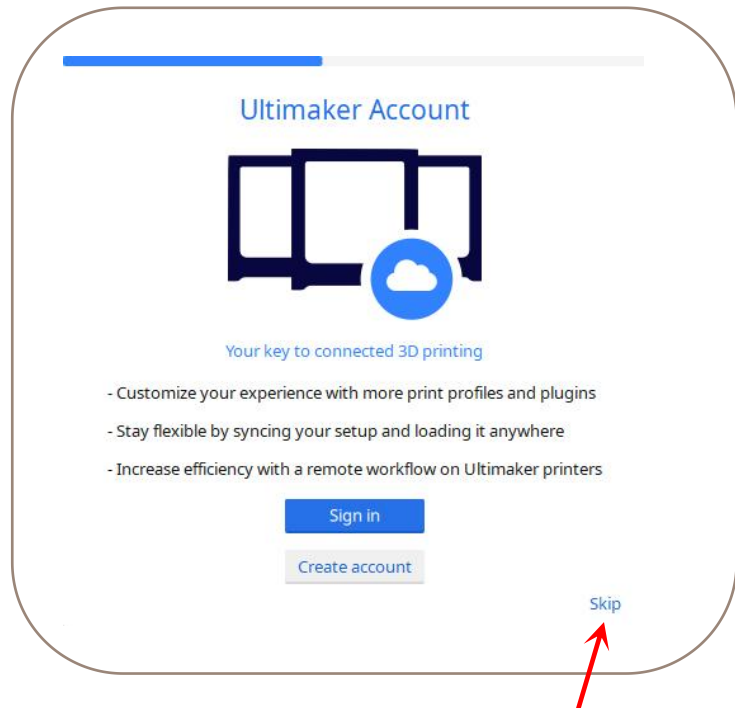 Ultimaker Account
Your key to connected 3D printing
- Customize your experience with more print profiles and plugins
- Stay flexible by syncing your setup and loading it anywhere
- Increase efficiency with a remote workflow on Ultimaker printers
Sign in
Create account
Skip